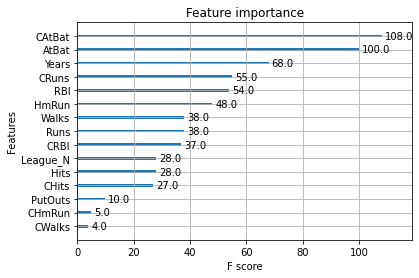 Feature importance
Features
CAtBat 108.0
AtBat 100.0
Years 68.0
CRuns 55.0
RBI 54.0
HmRun 48.0
Walks 38.0
Runs 38.0
CRBI 37.0
League_N 28.0
Hits 28.0
CHits 27.0
PutOuts 10.0
CHmRun 5.0
CWalks 4.0
0 20 40 60 80 100
F score